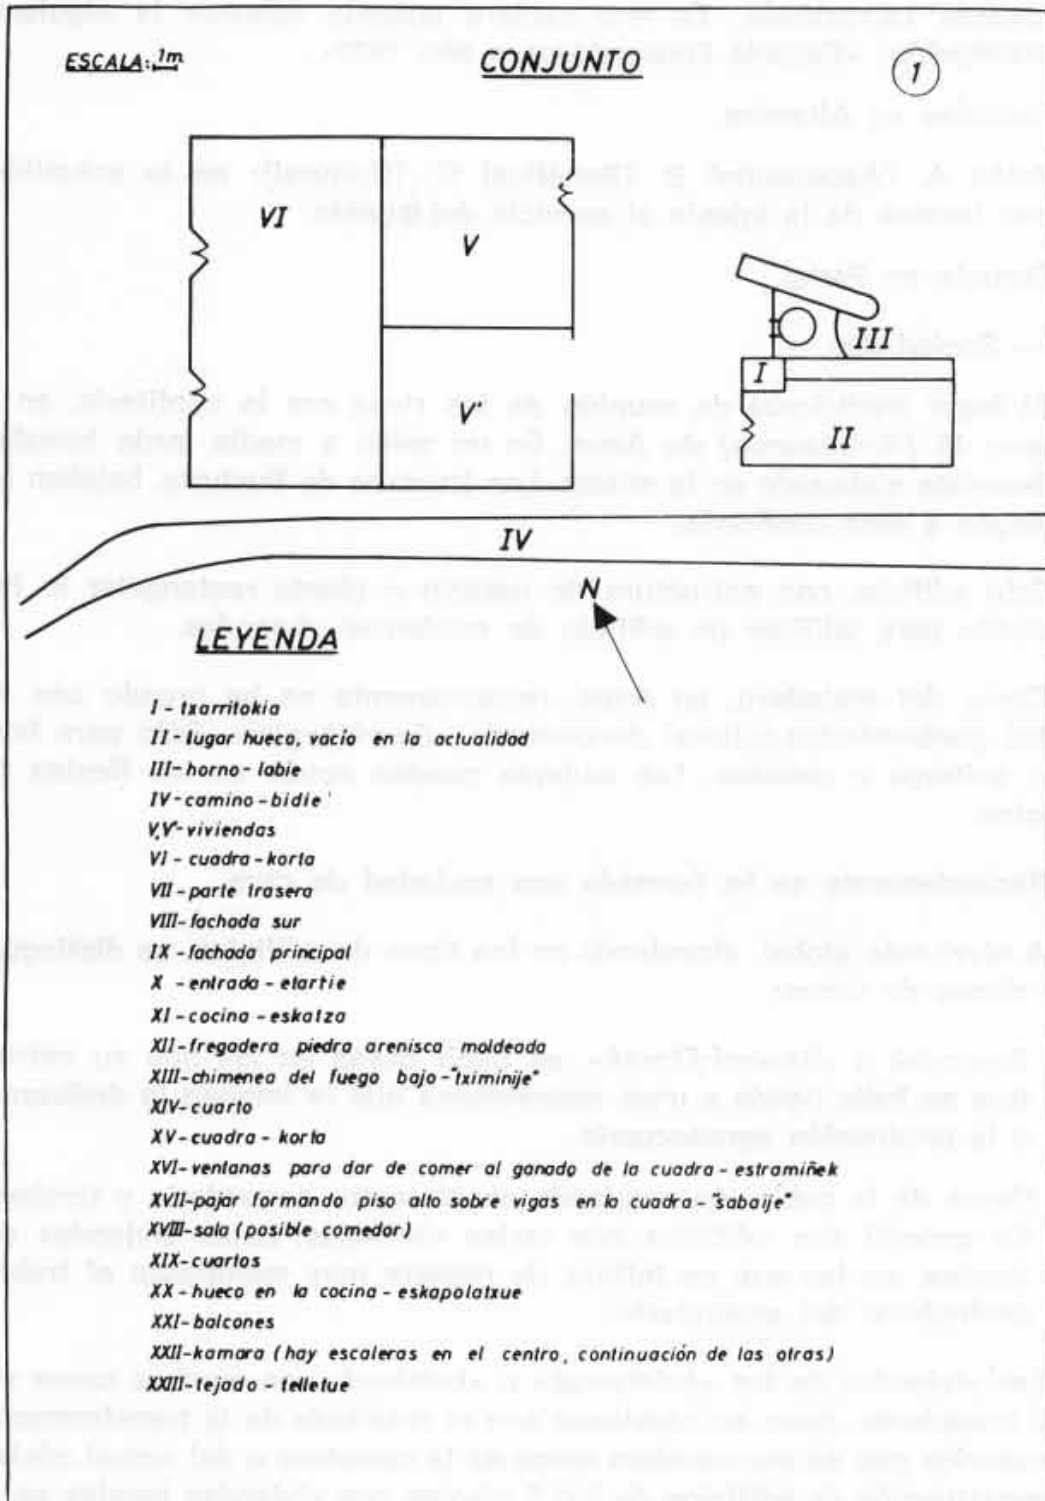 ESCALA: 1m
CONJUNTO
1
VI
V
V'
I
II
III
IV
N
LEYENDA
I - txarritokia
II - lugar hueco, vacío en la actualidad
III - horno - labie
IV - camino - bidie
V,V' - viviendas
VI - cuadra - korta
VII - parte trasera
VIII - fachada sur
IX - fachada principal
X - entrada - etartie
XI - cocina - eskatza
XII - fregadera piedra arenisca moldeada
XIII - chimenea del fuego bajo - "tximinije"
XIV - cuarto
XV - cuadra - korta
XVI - ventanas para dar de comer al ganado de la cuadra - estramiñek
XVII - pajar formando piso alto sobre vigas en la cuadra - "sabaije"
XVIII - sala (posible comedor)
XIX - cuartos
XX - hueco en la cocina - eskapolatxue
XXI - balcones
XXII - kamara (hay escaleras en el centro, continuación de las otras)
XXIII - tejado - telletue